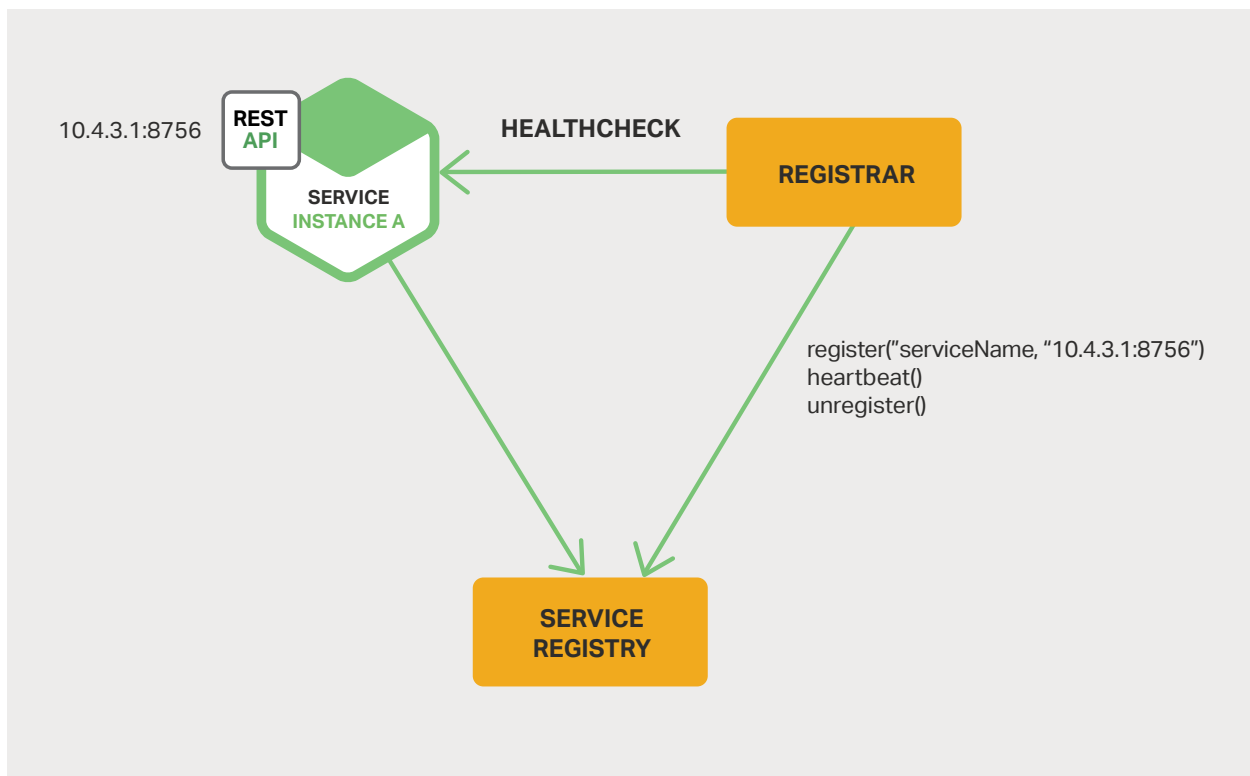 10.4.3.1:8756
REST
API
SERVICE
INSTANCE A
HEALTHCHECK
REGISTRAR
register("serviceName, “10.4.3.1:8756”)
heartbeat()
unregister()
SERVICE
REGISTRY